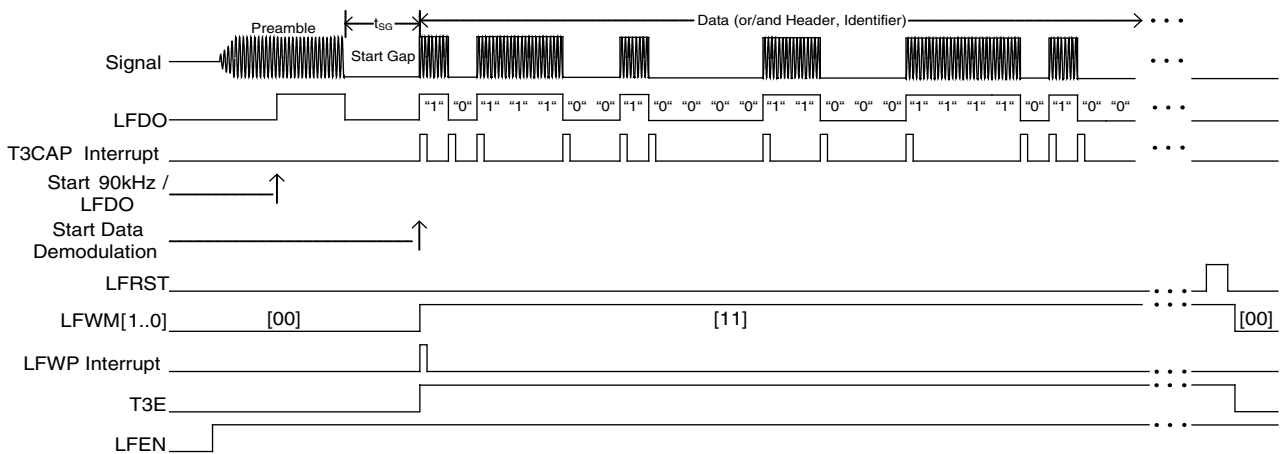 Preamble
tSG
Data (or/and Header, Identifier)
Signal
Start Gap
LFDO
“1“ “0“ “1“ “1“ “1“ “0“ “0“ “1“ “0“ “0“ “0“ “0“ “1“ “1“ “0“ “0“ “0“ “1“ “1“ “1“ “1“ “0“ “1“ “0“ “0“
T3CAP Interrupt
Start 90kHz /
LFDO
Start Data
Demodulation
LFRST
LFWM[1..0]
[00]
[11]
[00]
LFWP Interrupt
T3E
LFEN